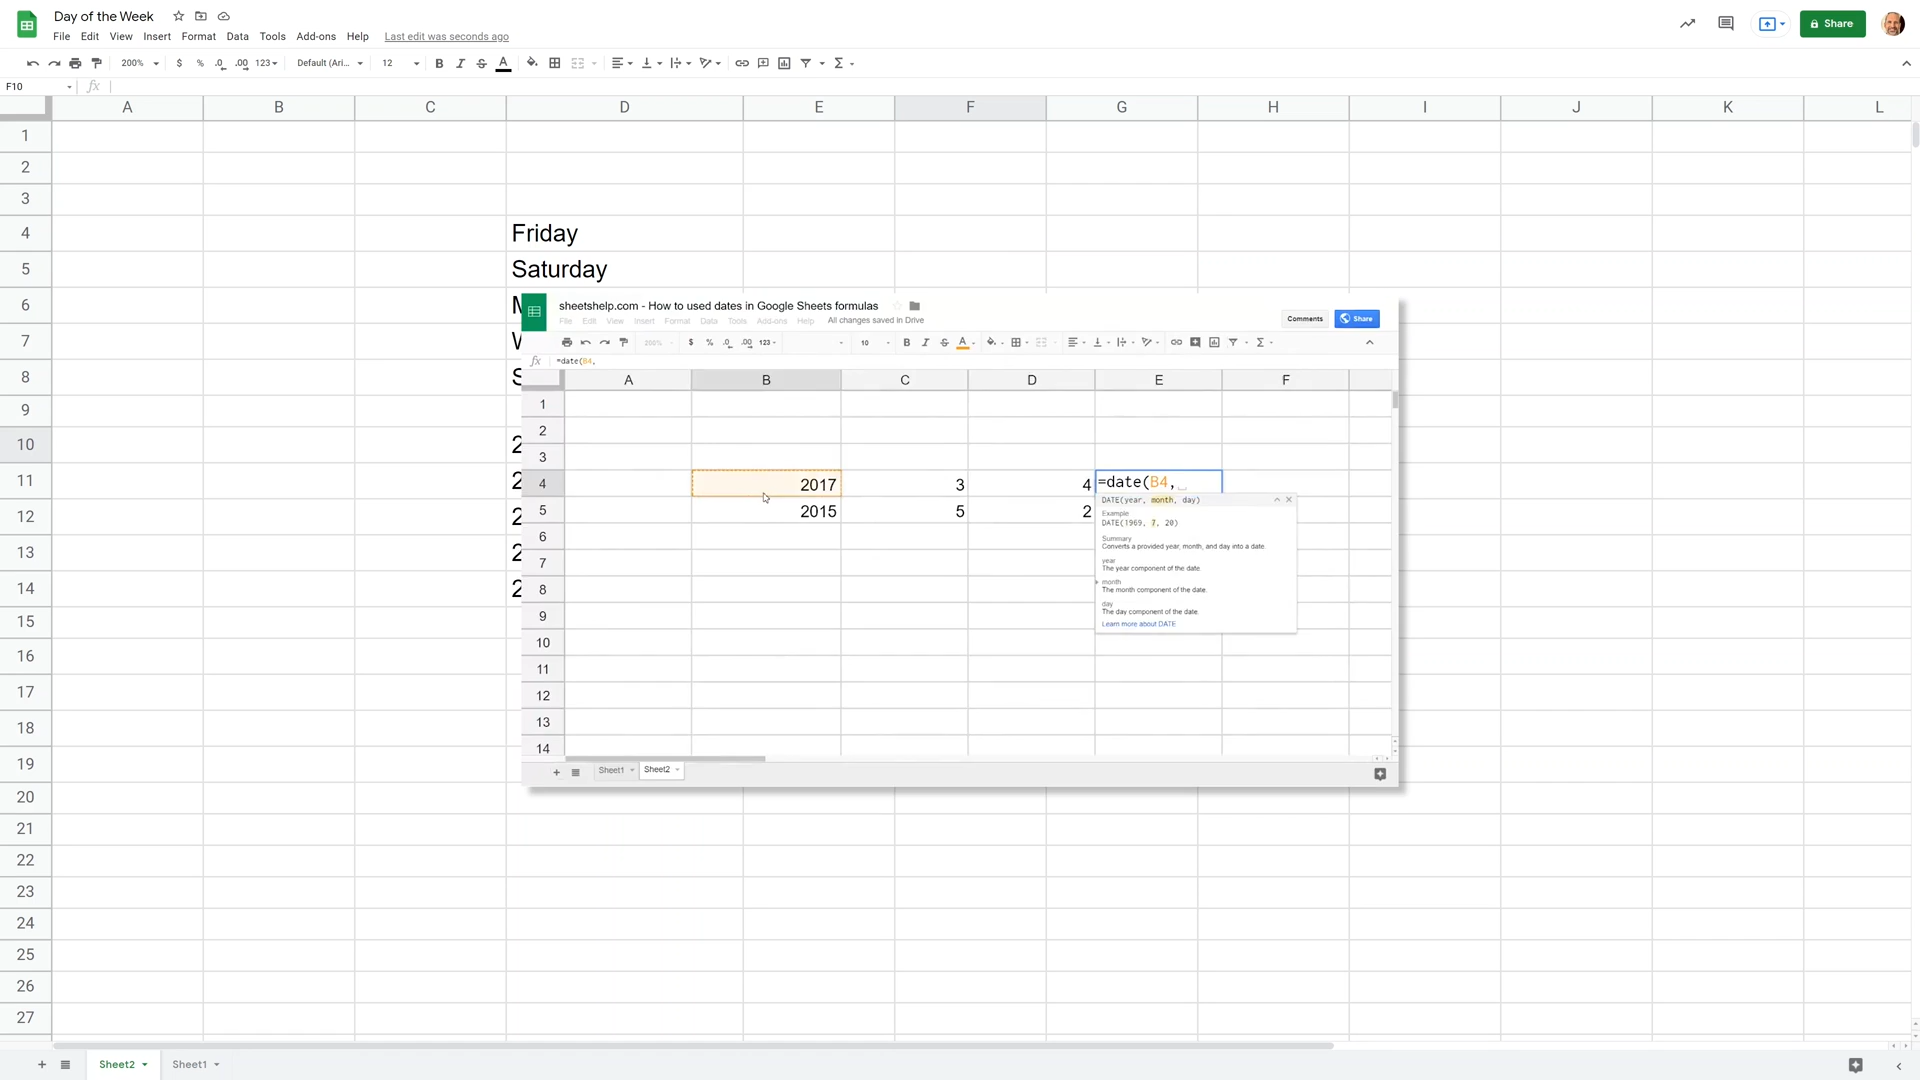 Day of the Week
File Edit View Insert Format Data Tools Add-ons Help Last edit was seconds ago
Share
200% $ % .0 .00 123 Default (Ari... 12 B I S A Σ
F10 fx
A B C D E F G H I J K L
1
2
3
4 Friday
5 Saturday
6 M
7 W
8 S
9
10 2
11 2
12 2
13 2
14 2
15
16
17
18
19
20
21
22
23
24
25
26
27
sheetshelp.com - How to used dates in Google Sheets formulas
File Edit View Insert Format Data Tools Add-ons Help All changes saved in Drive
Comments Share
200% $ % .0 .00 123 10 B I S A Σ
fx =date(B4,
A B C D E F
1
2
3
4 2017 3 4 =date(B4,
5 2015 5 2
6
7
8
9
10
11
12
13
14
DATE(year, month, day)
Example
DATE(1969, 7, 20)
Summary
Converts a provided year, month, and day into a date.
year
The year component of the date.
month
The month component of the date.
day
The day component of the date.
Learn more about DATE
+ Sheet1 Sheet2
+ Sheet2 Sheet1